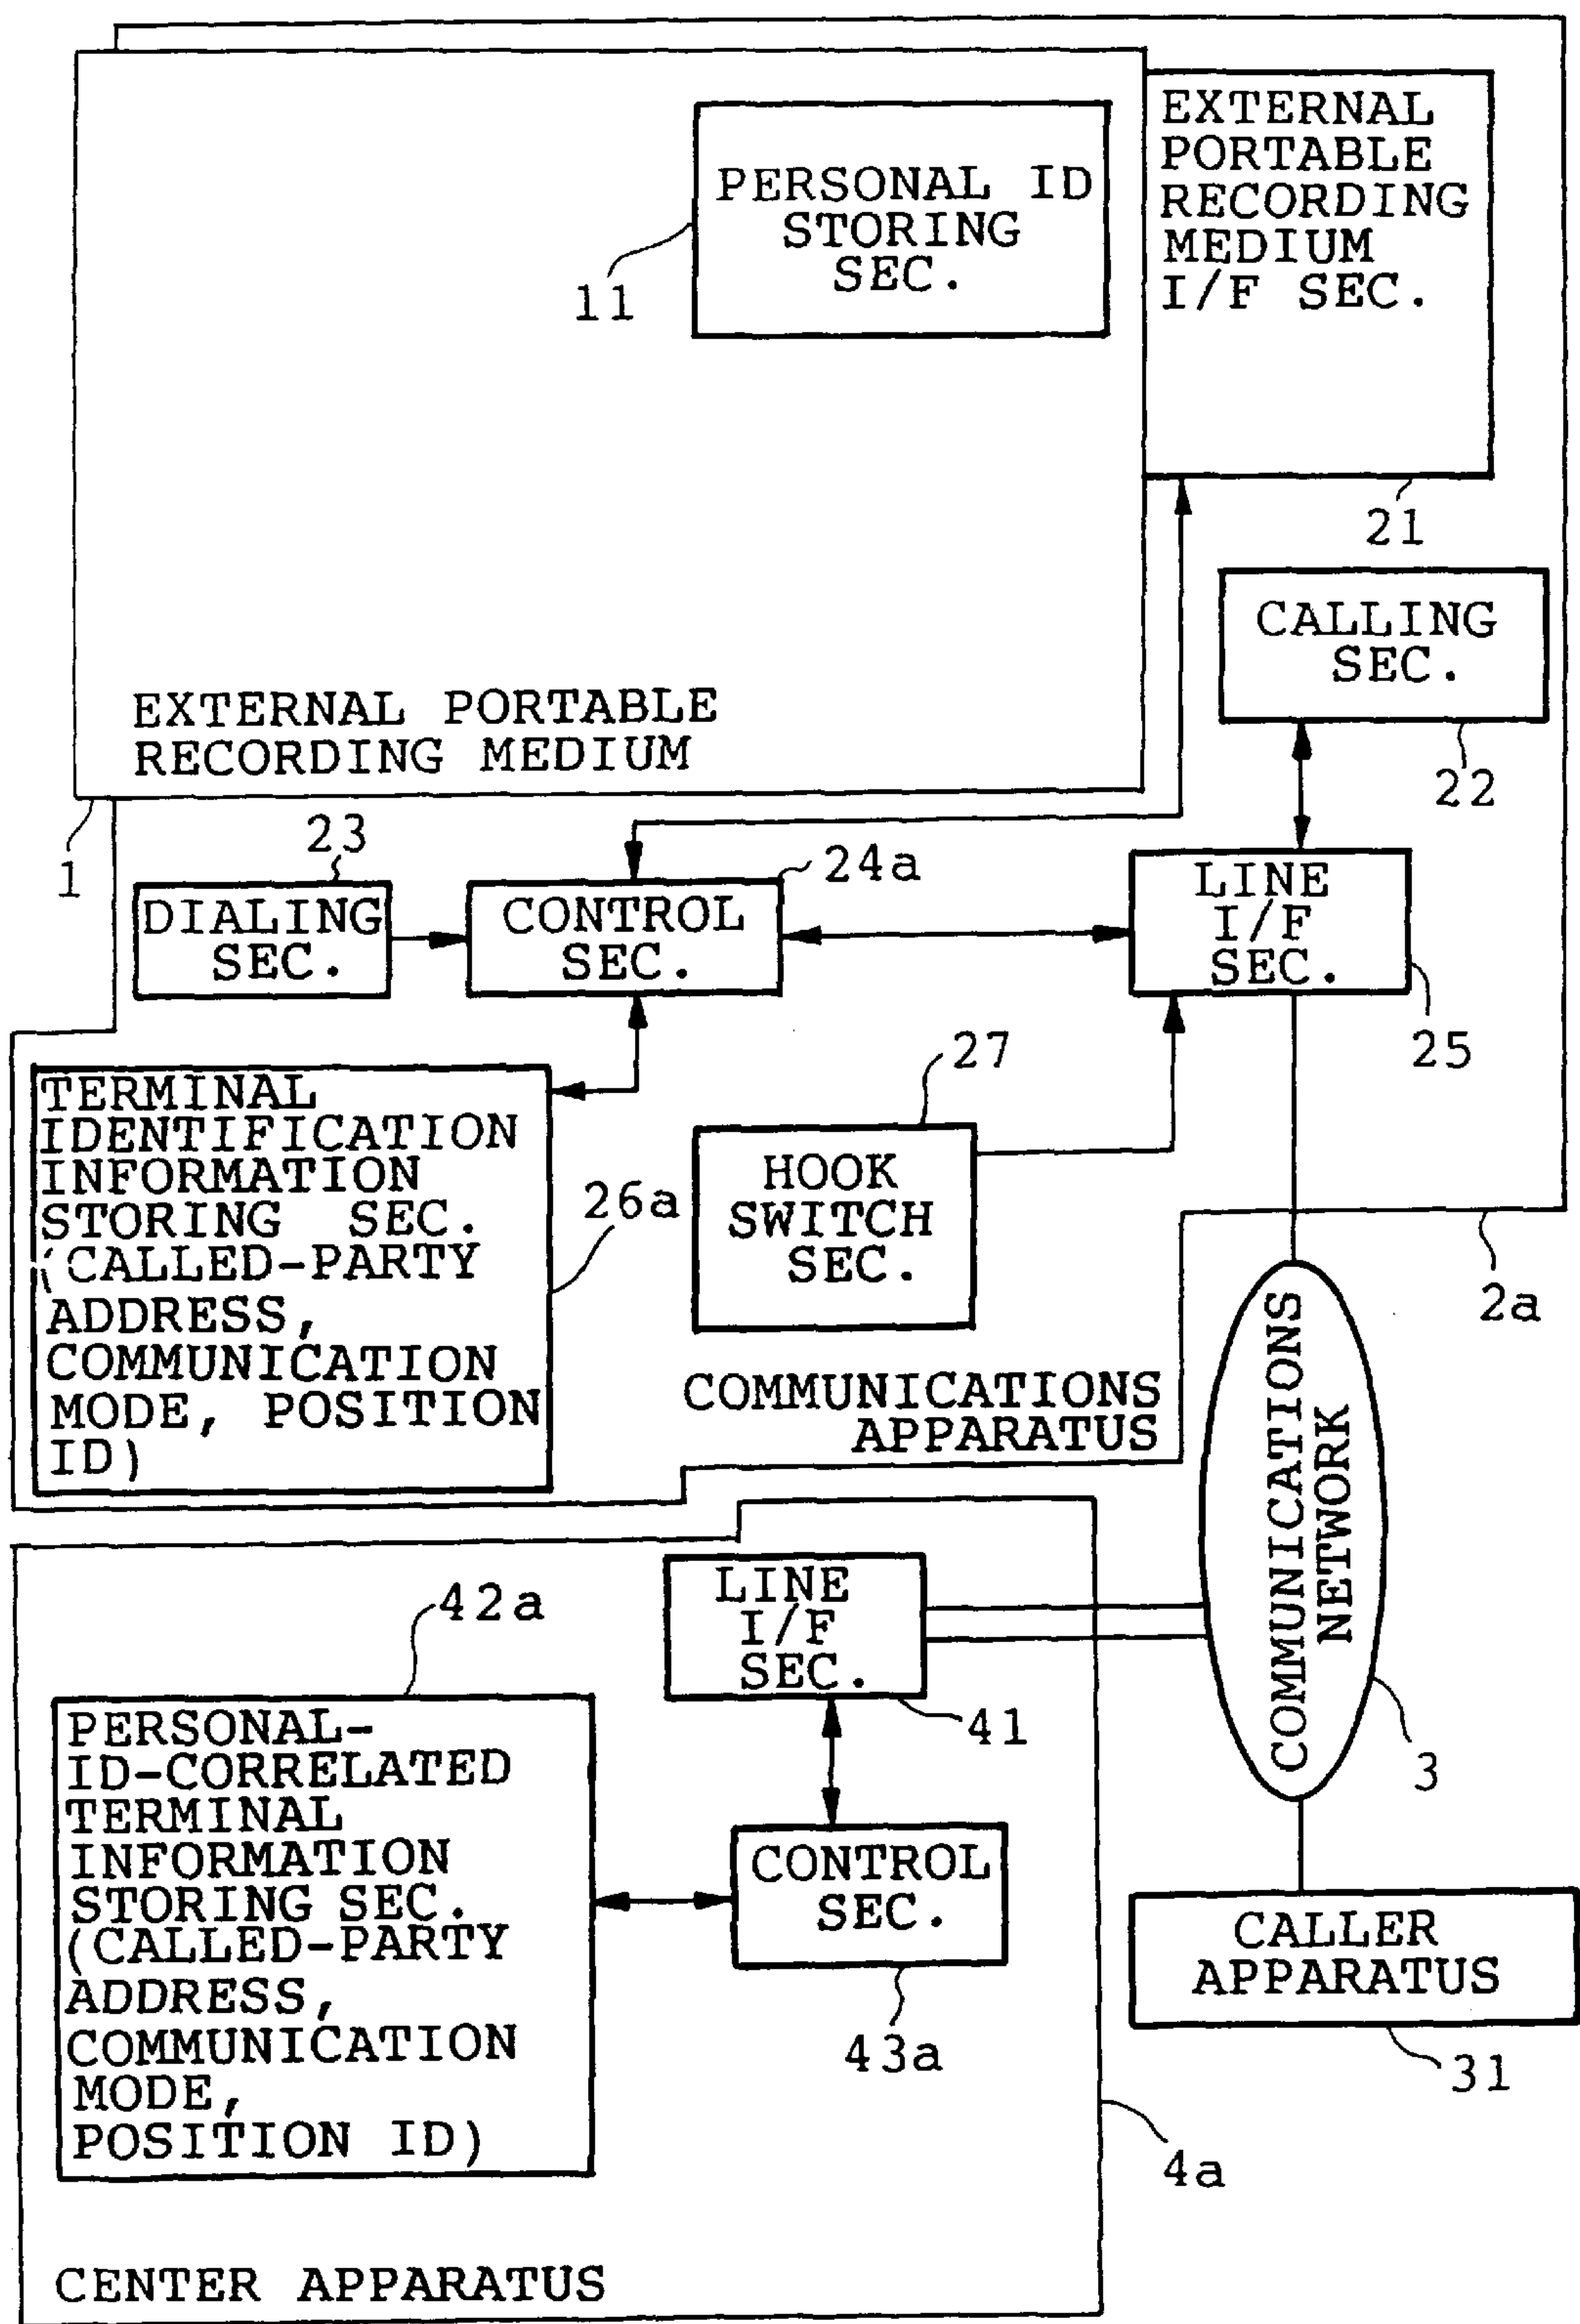 PERSONAL ID
STORING
SEC.
11
EXTERNAL
PORTABLE
RECORDING
MEDIUM
I/F SEC.
21
CALLING
SEC.
22
EXTERNAL PORTABLE
RECORDING MEDIUM
1
23
DIALING
SEC.
24a
CONTROL
SEC.
LINE
I/F
SEC.
25
TERMINAL
IDENTIFICATION
INFORMATION
STORING SEC.
(CALLED-PARTY
ADDRESS,
COMMUNICATION
MODE, POSITION
ID)
26a
27
HOOK
SWITCH
SEC.
COMMUNICATIONS
APPARATUS
2a
COMMUNICATIONS
NETWORK
3
LINE
I/F
SEC.
41
42a
PERSONAL-
ID-CORRELATED
TERMINAL
INFORMATION
STORING SEC.
(CALLED-PARTY
ADDRESS,
COMMUNICATION
MODE,
POSITION ID)
CONTROL
SEC.
43a
CALLER
APPARATUS
31
4a
CENTER APPARATUS